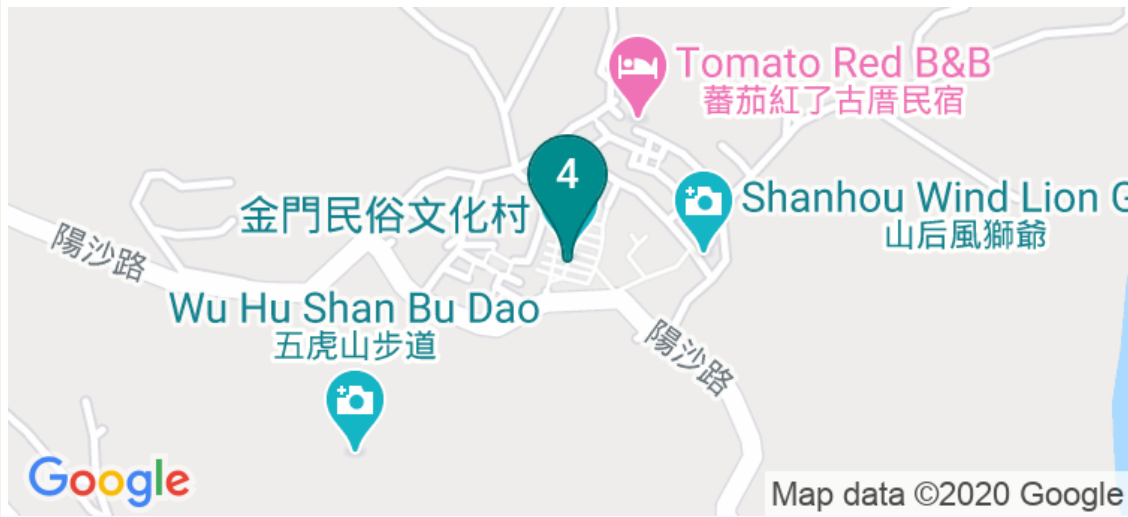 Tomato Red B&B
蕃茄紅了古厝民宿
4
金門民俗文化村
Shanhou Wind Lion G
山后風獅爺
陽沙路
Wu Hu Shan Bu Dao
五虎山步道
陽沙路
Google
Map data ©2020 Google